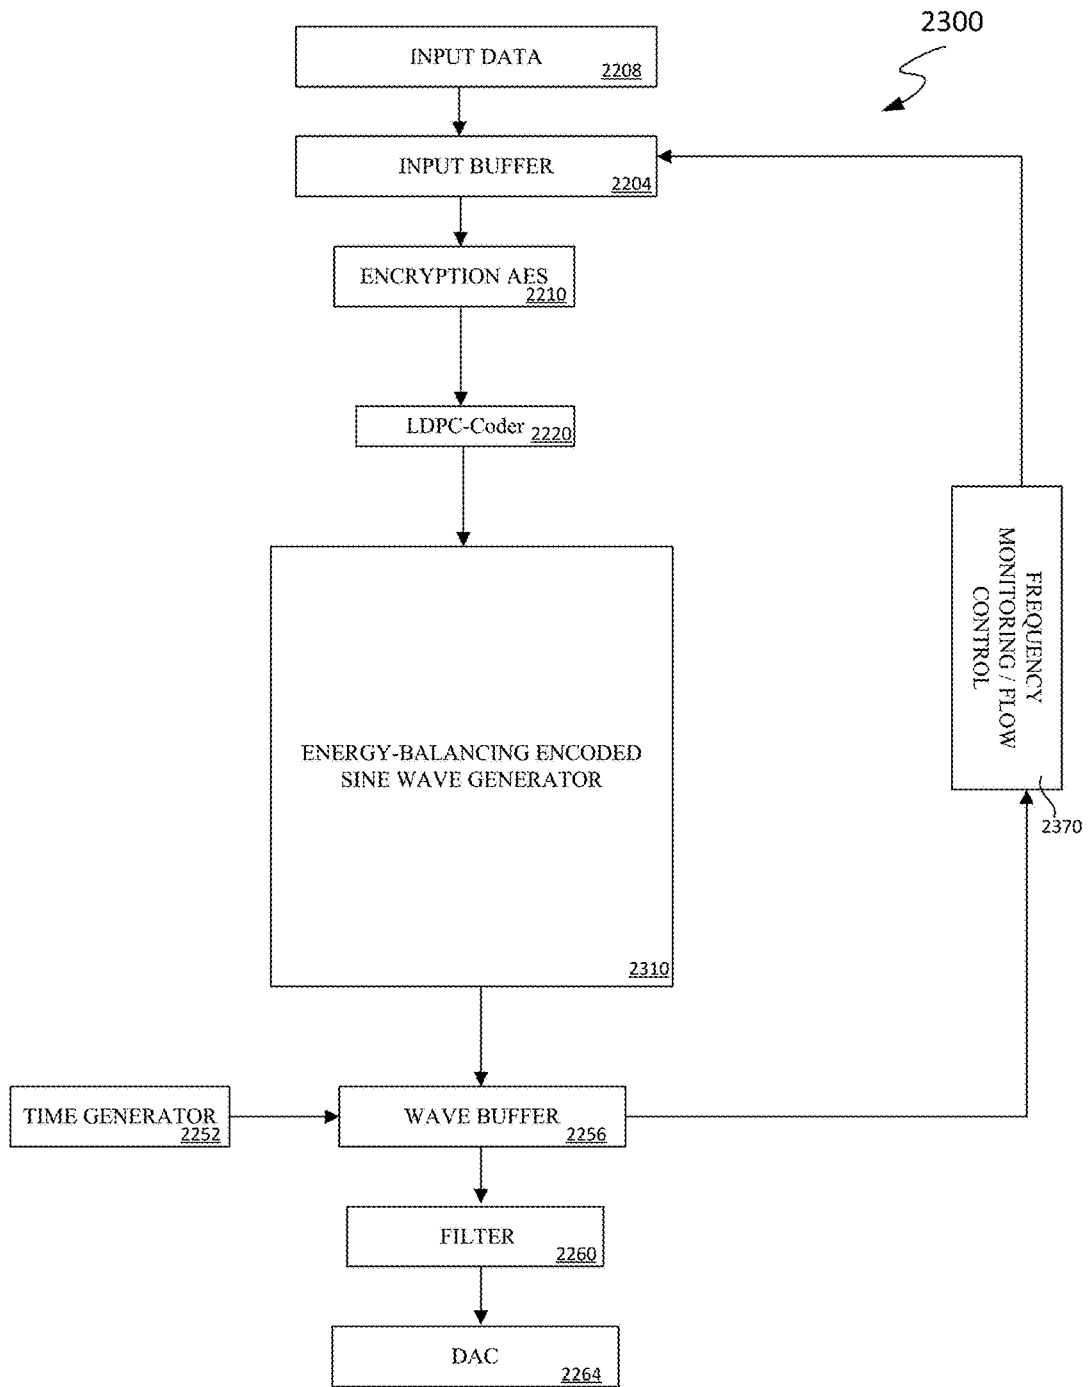 2300
INPUT DATA
2208
INPUT BUFFER
2204
ENCRYPTION AES
2210
LDPC-Coder
2220
FREQUENCY
MONITORING / FLOW
CONTROL
2370
ENERGY-BALANCING ENCODED
SINE WAVE GENERATOR
2310
TIME GENERATOR
2252
WAVE BUFFER
2256
FILTER
2260
DAC
2264